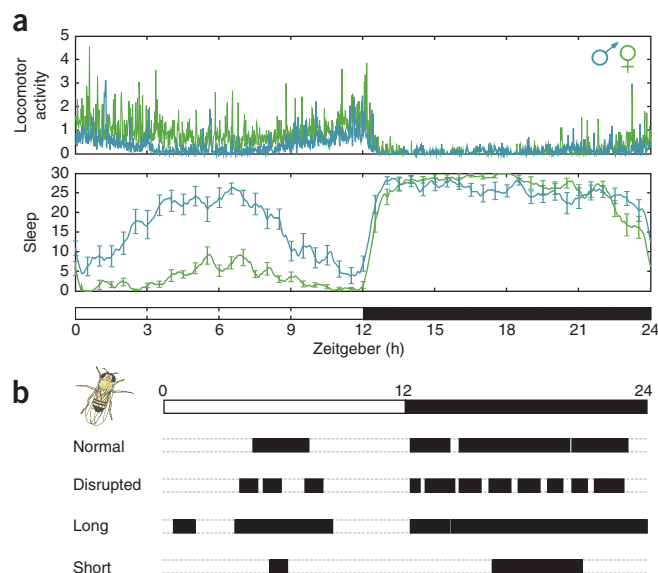 a
Locomotor
activity
5
4
3
2
1
0
Sleep
30
25
20
15
10
5
0
0 3 6 9 12 15 18 21 24
Zeitgeber (h)
b
0 12 24
Normal
Disrupted
Long
Short